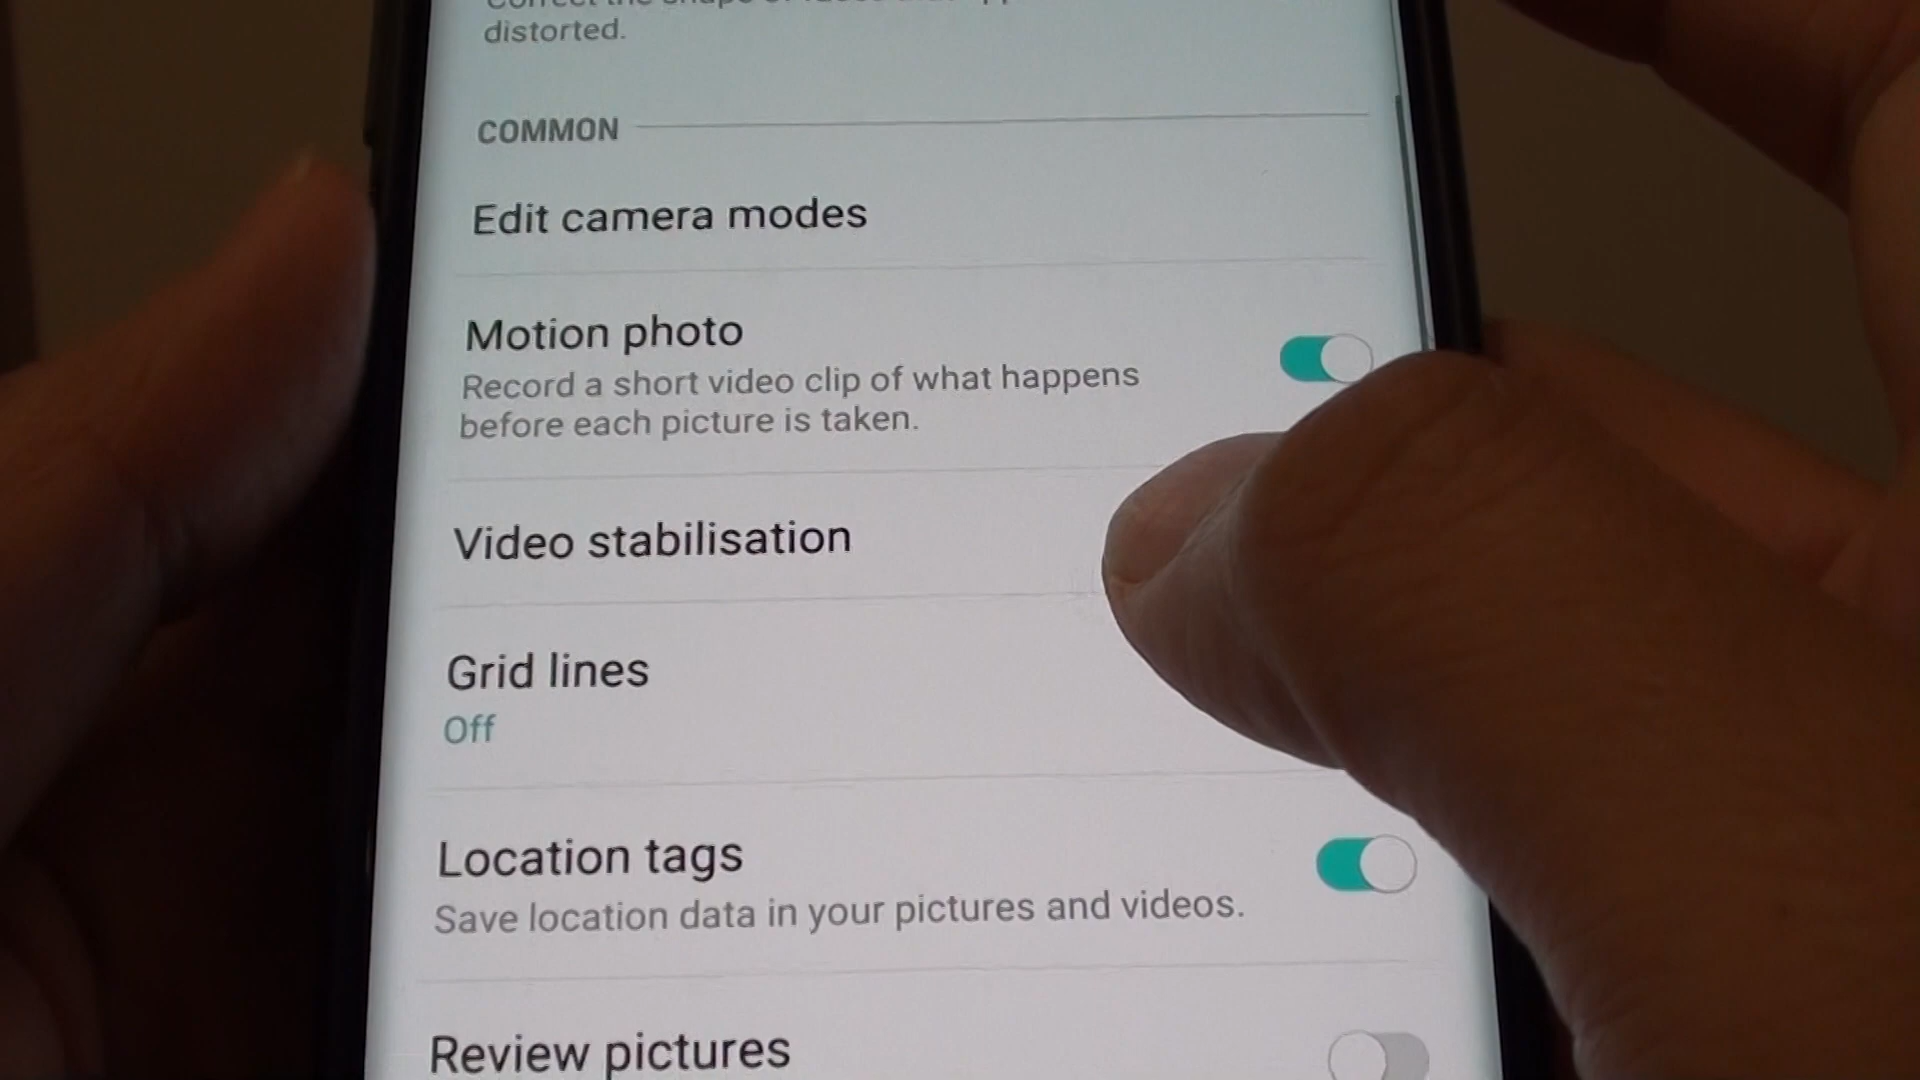 distorted.
COMMON
Edit camera modes
Motion photo
Record a short video clip of what happens
before each picture is taken.
Video stabilisation
Grid lines
Off
Location tags
Save location data in your pictures and videos.
Review pictures